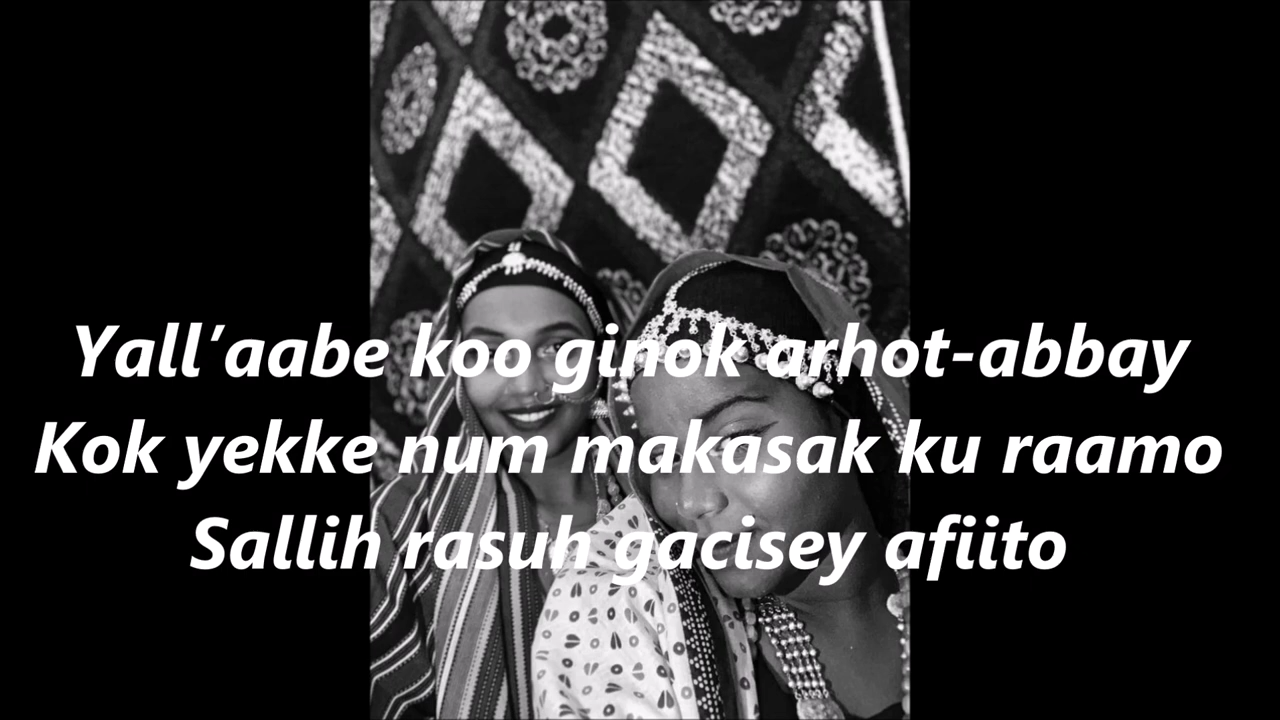 Yall’aabe koo ginok arhot-abbay
Kok yekke num makasak ku raamo
Sallih rasuh gacisey afiito